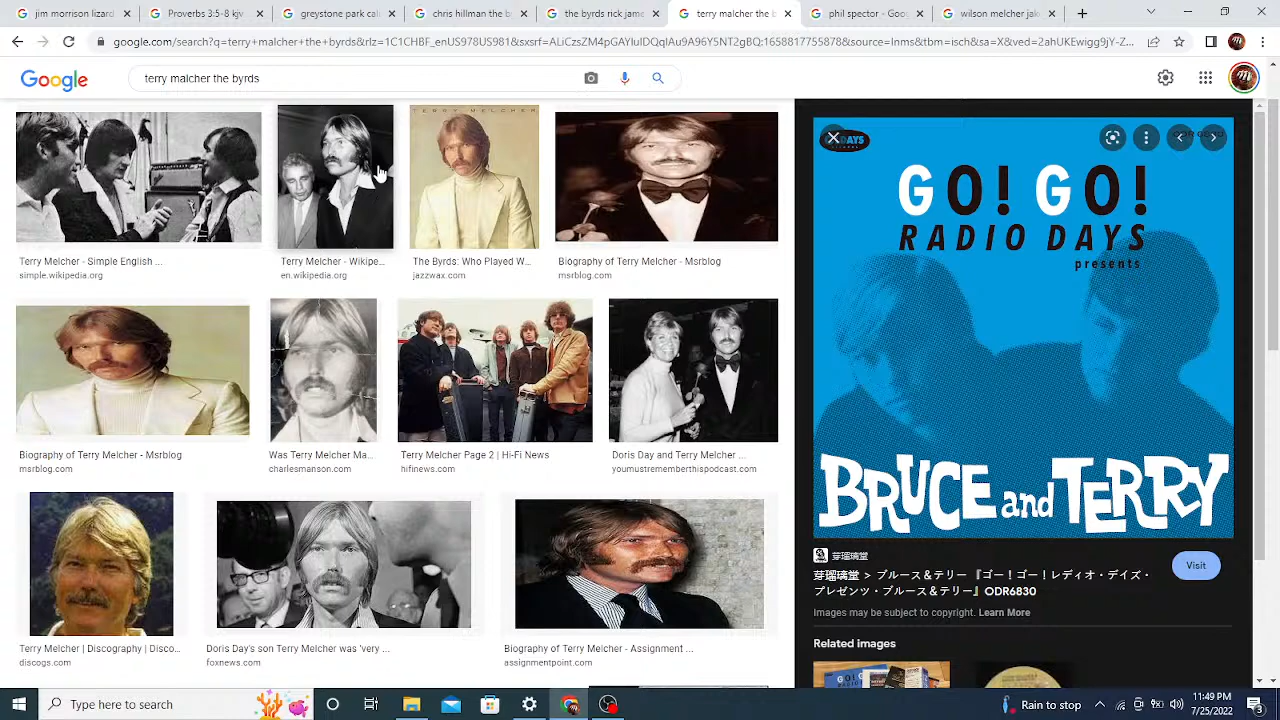 jim morrison lizard
Proverbs 3:5-8 kjv
greystone park cal
chris hillman the b
the byrds rick jame
terry melcher the b
phil spector - Goo
wilson melcher jak
google.com/search?q=terry+malcher+the+byrds&rlz=1C1CHBF_enUS978US981&sxsrf=ALiCzsZM4pGAYIulDQqlAu9A96Y5NT2gBQ:1658817755878&source=lnms&tbm=isch&sa=X&ved=2ahUKEwigg9jY-Z...
Google
terry malcher the byrds
TERRY MELCHER
Terry Melcher - Simple English ...
simple.wikipedia.org
Terry Melcher - Wikipe...
en.wikipedia.org
The Byrds: Who Played W...
jazzwax.com
Biography of Terry Melcher - Msrblog
msrblog.com
Biography of Terry Melcher - Msrblog
msrblog.com
Was Terry Melcher Ma...
charlesmanson.com
Terry Melcher Page 2 | Hi-Fi News
hifinews.com
Doris Day and Terry Melcher ...
youmustrememberthispodcast.com
Terry Melcher | Discography | Disco...
discogs.com
Doris Day's son Terry Melcher was 'very ...
foxnews.com
Biography of Terry Melcher - Assignment ...
assignmentpoint.com
DAYS
GO! GO!
RADIO DAYS
presents
BRUCE and TERRY
芽瑠璃堂
Visit
芽瑠璃堂 > ブルース&テリー 『ゴー!ゴー!レディオ・デイズ・
プレゼンツ・ブルース&テリー』ODR6830
Images may be subject to copyright. Learn More
Related images
Type here to search
Rain to stop
11:49 PM
7/25/2022